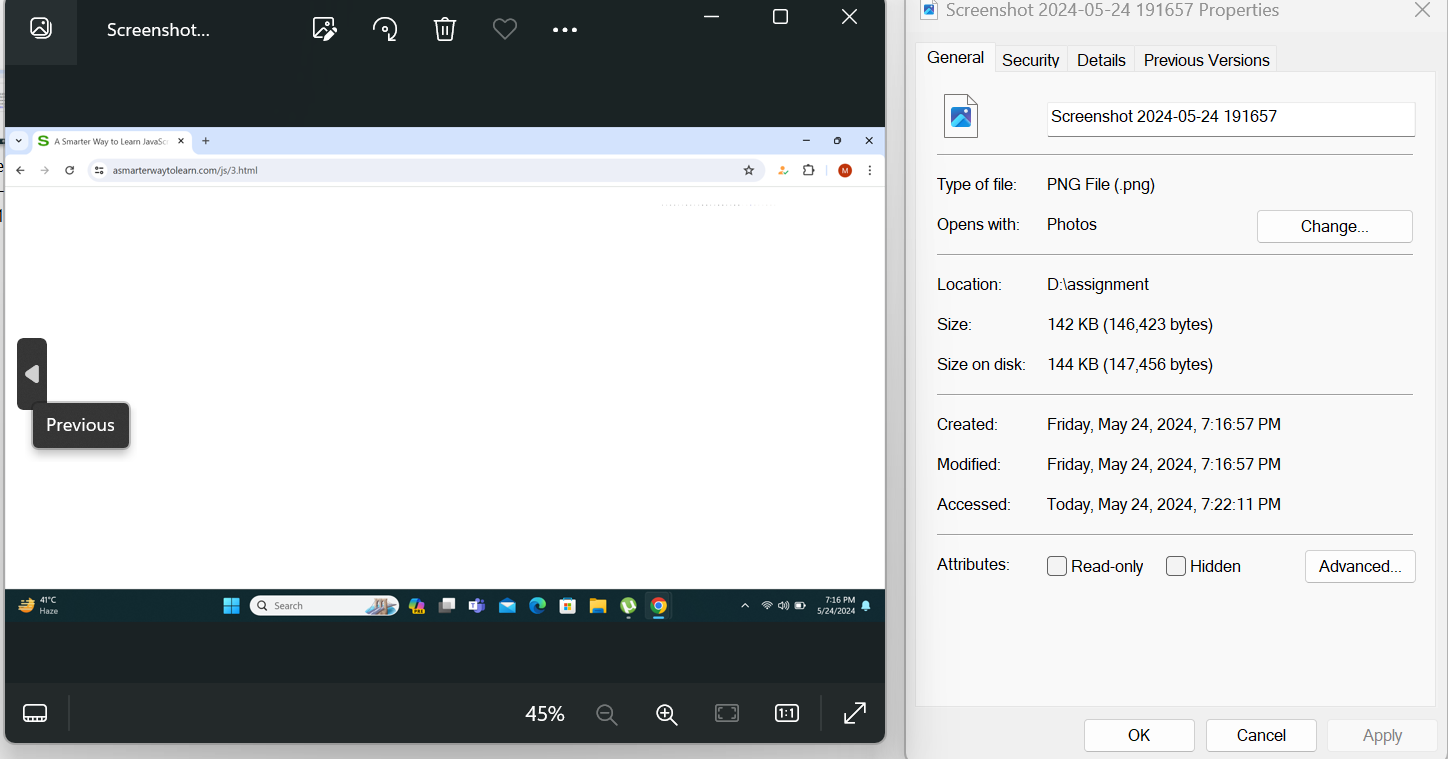 Screenshot...
A Smarter Way to Learn JavaSc
asmarterwaytolearn.com/js/3.html
M
Previous
41°C
Haze
Search
7:16 PM
5/24/2024
45%
1:1
Screenshot 2024-05-24 191657 Properties
General
Security
Details
Previous Versions
Screenshot 2024-05-24 191657
Type of file: PNG File (.png)
Opens with: Photos
Change...
Location: D:\assignment
Size: 142 KB (146,423 bytes)
Size on disk: 144 KB (147,456 bytes)
Created: Friday, May 24, 2024, 7:16:57 PM
Modified: Friday, May 24, 2024, 7:16:57 PM
Accessed: Today, May 24, 2024, 7:22:11 PM
Attributes: Read-only Hidden Advanced...
OK
Cancel
Apply